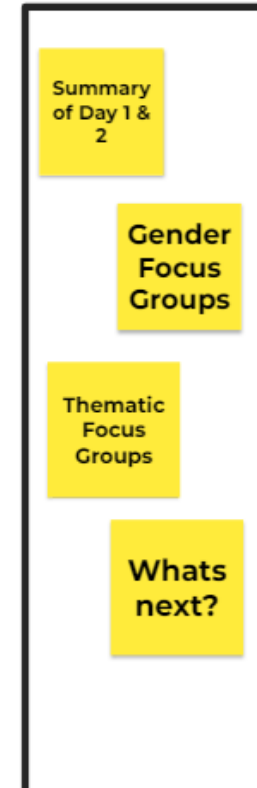 Summary
of Day 1 &
2
Gender
Focus
Groups
Thematic
Focus
Groups
Whats
next?